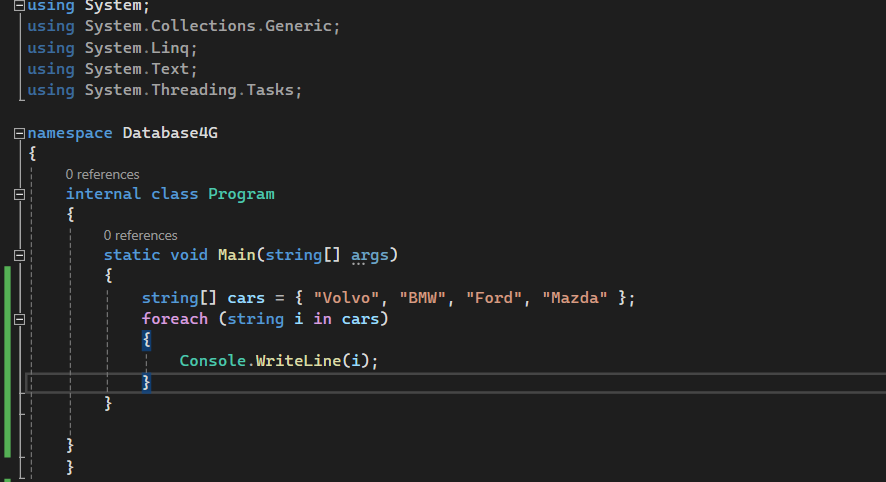 using System;
using System.Collections.Generic;
using System.Linq;
using System.Text;
using System.Threading.Tasks;
namespace Database4G
{
0 references
internal class Program
{
0 references
static void Main(string[] args)
{
string[] cars = { "Volvo", "BMW", "Ford", "Mazda" };
foreach (string i in cars)
{
Console.WriteLine(i);
}
}
}
}